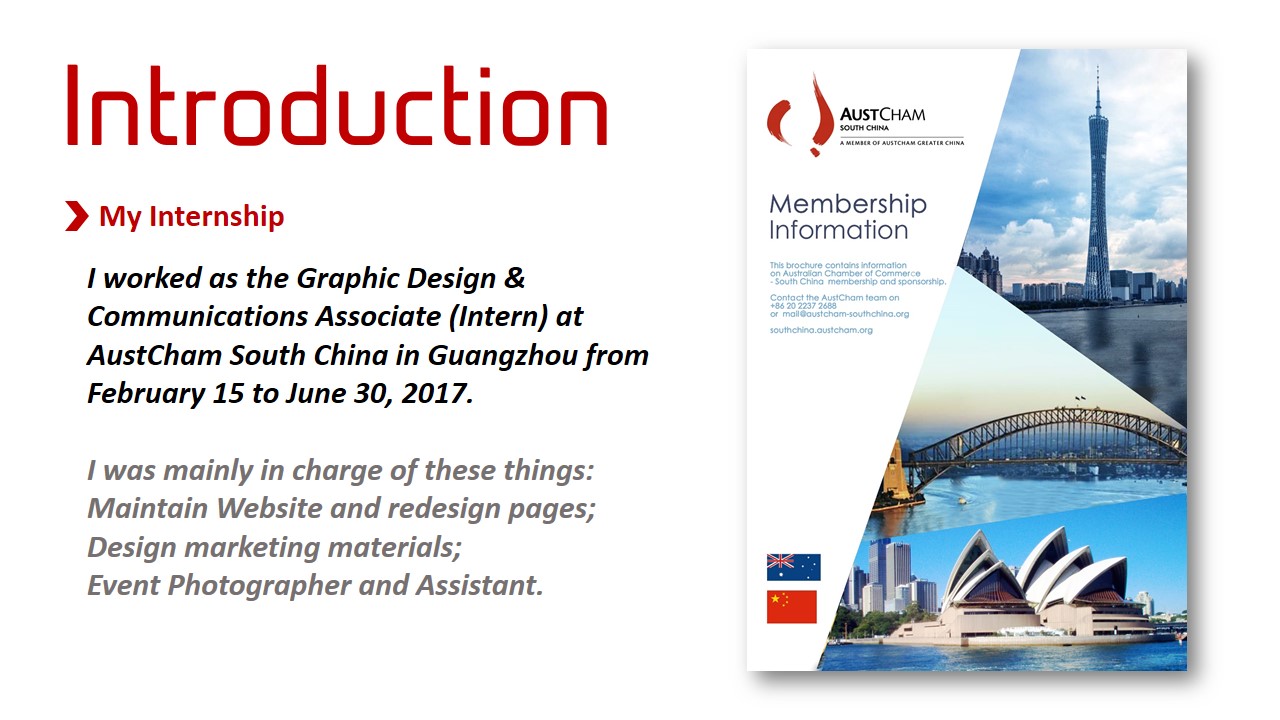 Introduction
My Internship
I worked as the Graphic Design &
Communications Associate (Intern) at
AustCham South China in Guangzhou from
February 15 to June 30, 2017.
I was mainly in charge of these things:
Maintain Website and redesign pages;
Design marketing materials;
Event Photographer and Assistant.
AUSTCHAM
SOUTH CHINA
A MEMBER OF AUSTCHAM GREATER CHINA
Membership
Information
This brochure contains information
on Australian Chamber of Commerce
- South China membership and sponsorship.
Contact the AustCham team on
+86 20 2237 2688
or mail@austcham-southchina.org
southchina.austcham.org